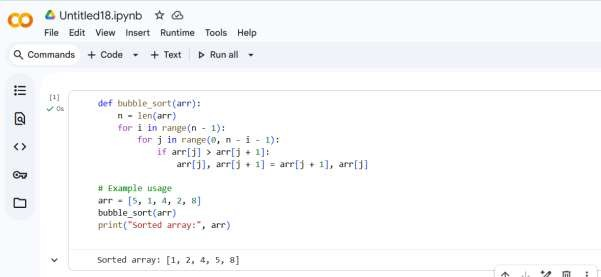 Untitled18.ipynb
File Edit View Insert Runtime Tools Help
Commands + Code + Text Run all
[1]
0s
def bubble_sort(arr):
    n = len(arr)
    for i in range(n - 1):
        for j in range(0, n - i - 1):
            if arr[j] > arr[j + 1]:
                arr[j], arr[j + 1] = arr[j + 1], arr[j]
# Example usage
arr = [5, 1, 4, 2, 8]
bubble_sort(arr)
print("Sorted array:", arr)
Sorted array: [1, 2, 4, 5, 8]